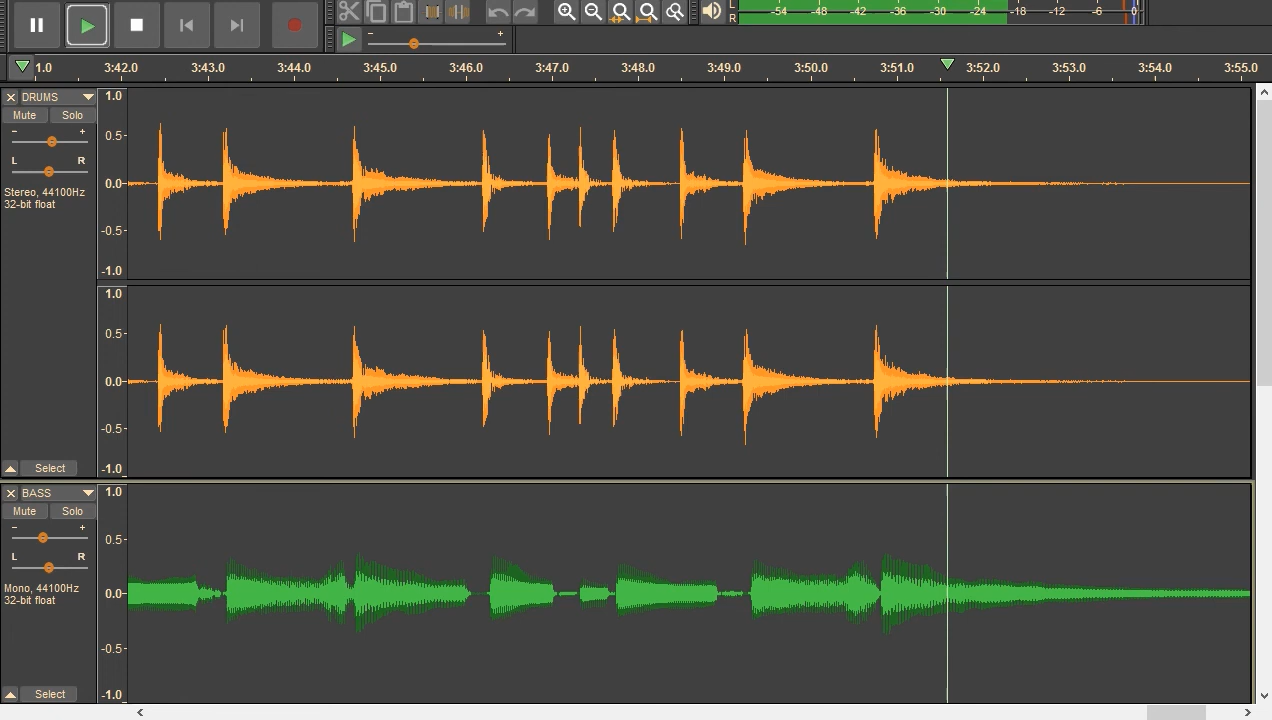 L -54 -48 -42 -36 -30 -24 -18 -12 -6 0
R
- +
1.0 3:42.0 3:43.0 3:44.0 3:45.0 3:46.0 3:47.0 3:48.0 3:49.0 3:50.0 3:51.0 3:52.0 3:53.0 3:54.0 3:55.0
DRUMS
Mute Solo
- +
L R
Stereo, 44100Hz
32-bit float
Select
1.0
0.5
0.0
-0.5
-1.0
1.0
0.5
0.0
-0.5
-1.0
BASS
Mute Solo
- +
L R
Mono, 44100Hz
32-bit float
Select
1.0
0.5
0.0
-0.5
-1.0